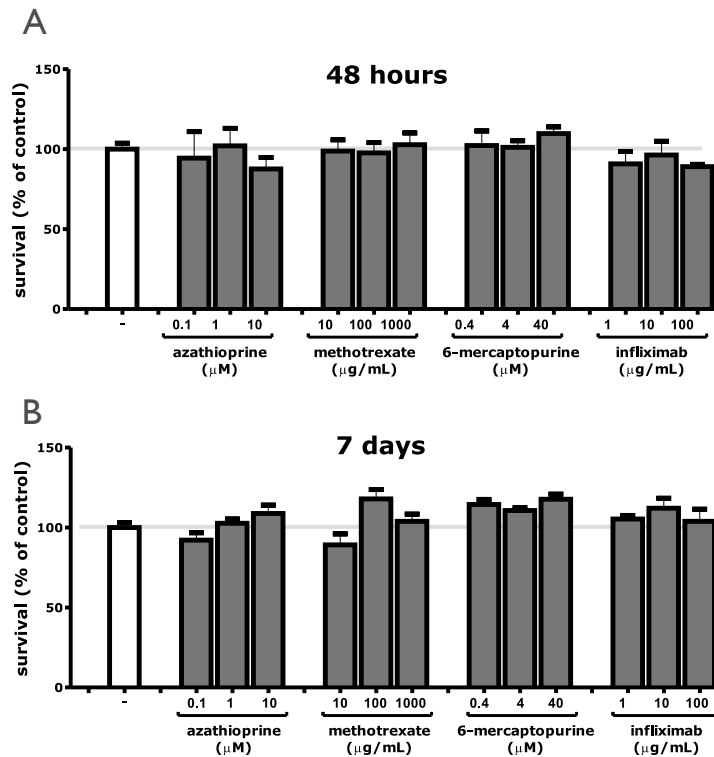 A
48 hours
survival (% of control)
150
100
50
0
- 0.1 1 10 10 100 1000 0.4 4 40 1 10 100
azathioprine methotrexate 6-mercaptopurine infliximab
(μM) (μg/mL) (μM) (μg/mL)
B
7 days
survival (% of control)
150
100
50
0
- 0.1 1 10 10 100 1000 0.4 4 40 1 10 100
azathioprine methotrexate 6-mercaptopurine infliximab
(μM) (μg/mL) (μM) (μg/mL)